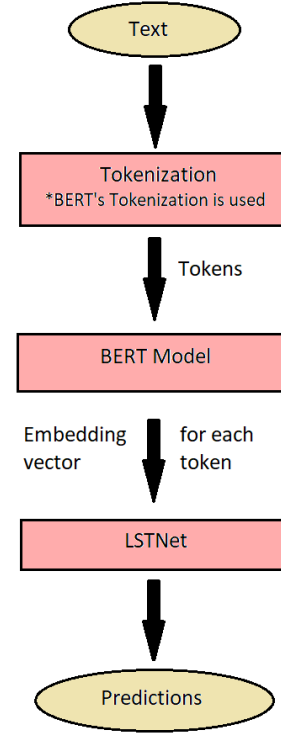 Text
Tokenization
*BERT's Tokenization is used
Tokens
BERT Model
Embedding for each
vector token
LSTNet
Predictions